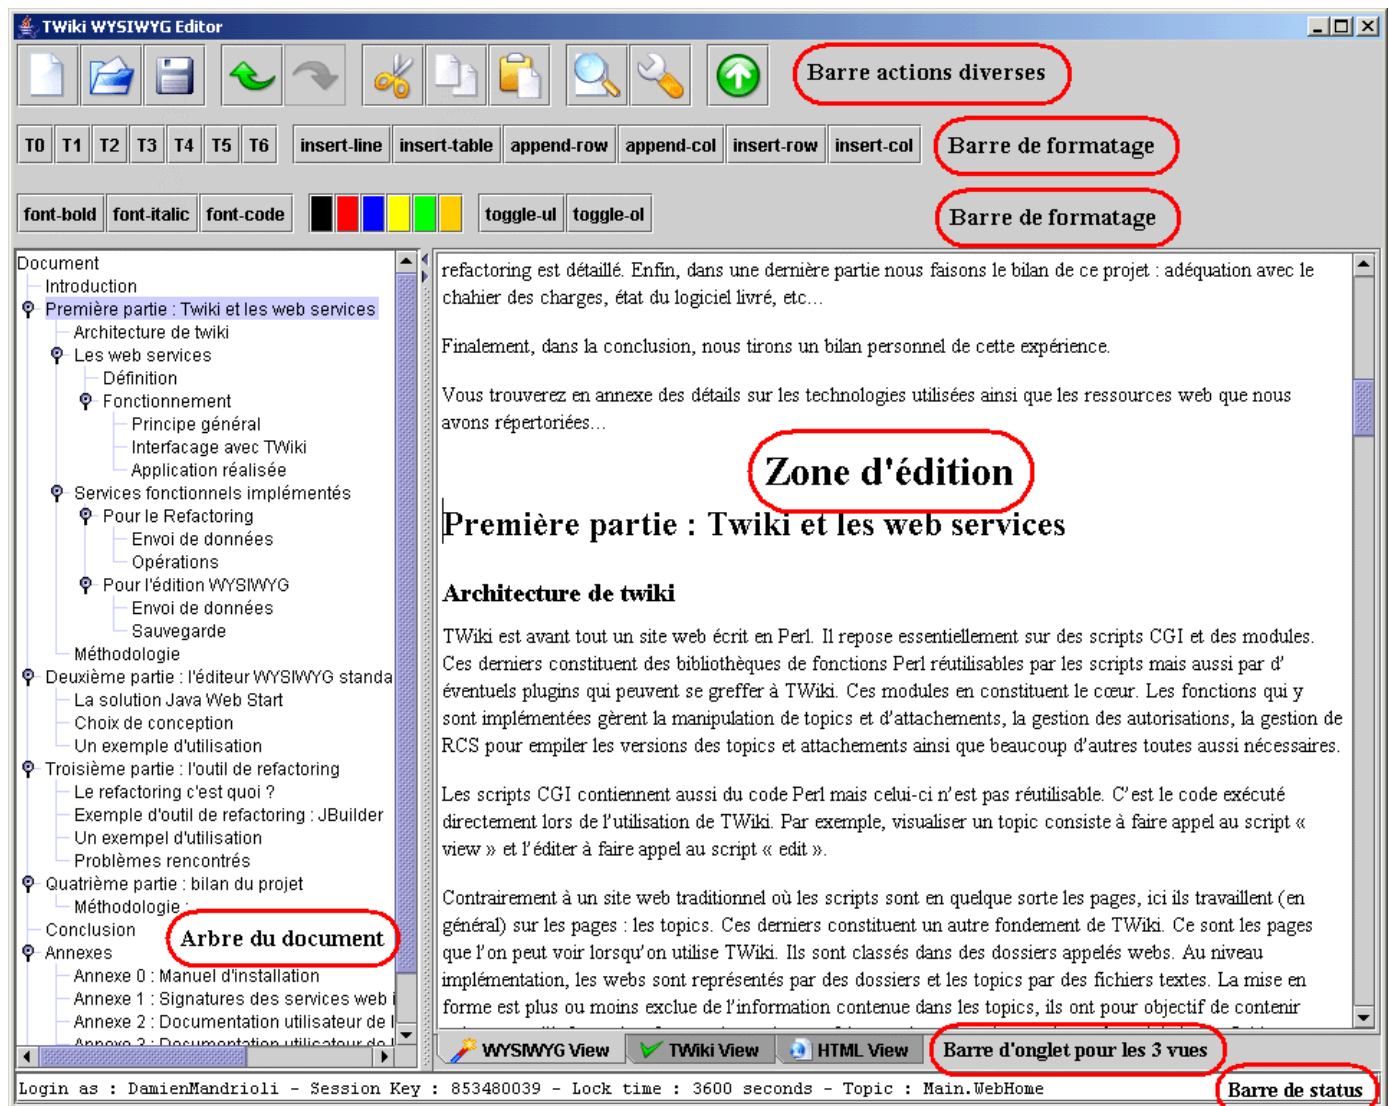 TWiki WYSIWYG Editor
Barre actions diverses
T0 T1 T2 T3 T4 T5 T6 insert-line insert-table append-row append-col insert-row insert-col Barre de formatage
font-bold font-italic font-code toggle-ul toggle-ol Barre de formatage
Document
Introduction
Première partie : Twiki et les web services
Architecture de twiki
Les web services
Définition
Fonctionnement
Principe général
Interfacage avec TWiki
Application réalisée
Services fonctionnels implémentés
Pour le Refactoring
Envoi de données
Opérations
Pour l'édition WYSIWYG
Envoi de données
Sauvegarde
Méthodologie
Deuxième partie : l'éditeur WYSIWYG standa
La solution Java Web Start
Choix de conception
Un exemple d'utilisation
Troisième partie : l'outil de refactoring
Le refactoring c'est quoi ?
Exemple d'outil de refactoring : JBuilder
Un exempel d'utilisation
Problèmes rencontrés
Quatrième partie : bilan du projet
Méthodologie :
Conclusion
Arbre du document
Annexes
Annexe 0 : Manuel d'installation
Annexe 1 : Signatures des services web i
Annexe 2 : Documentation utilisateur de l
Annexe 3 : Documentation utilisateur de l
refactoring est détaillé. Enfin, dans une dernière partie nous faisons le bilan de ce projet : adéquation avec le
chahier des charges, état du logiciel livré, etc...
Finalement, dans la conclusion, nous tirons un bilan personnel de cette expérience.
Vous trouverez en annexe des détails sur les technologies utilisées ainsi que les ressources web que nous
avons répertoriées...
Zone d'édition
Première partie : Twiki et les web services
Architecture de twiki
TWiki est avant tout un site web écrit en Perl. Il repose essentiellement sur des scripts CGI et des modules.
Ces derniers constituent des bibliothèques de fonctions Perl réutilisables par les scripts mais aussi par d'
éventuels plugins qui peuvent se greffer à TWiki. Ces modules en constituent le cœur. Les fonctions qui y
sont implémentées gèrent la manipulation de topics et d'attachements, la gestion des autorisations, la gestion de
RCS pour empiler les versions des topics et attachements ainsi que beaucoup d'autres toutes aussi nécessaires.
Les scripts CGI contiennent aussi du code Perl mais celui-ci n'est pas réutilisable. C'est le code exécuté
directement lors de l'utilisation de TWiki. Par exemple, visualiser un topic consiste à faire appel au script «
view » et l'éditer à faire appel au script « edit ».
Contrairement à un site web traditionnel où les scripts sont en quelque sorte les pages, ici ils travaillent (en
général) sur les pages : les topics. Ces derniers constituent un autre fondement de TWiki. Ce sont les pages
que l'on peut voir lorsqu'on utilise TWiki. Ils sont classés dans des dossiers appelés webs. Au niveau
implémentation, les webs sont représentés par des dossiers et les topics par des fichiers textes. La mise en
forme est plus ou moins exclue de l'information contenue dans les topics, ils ont pour objectif de contenir
WYSIWYG View TWiki View HTML View Barre d'onglet pour les 3 vues
Login as : DamienMandrioli - Session Key : 853480039 - Lock time : 3600 seconds - Topic : Main.WebHome Barre de status